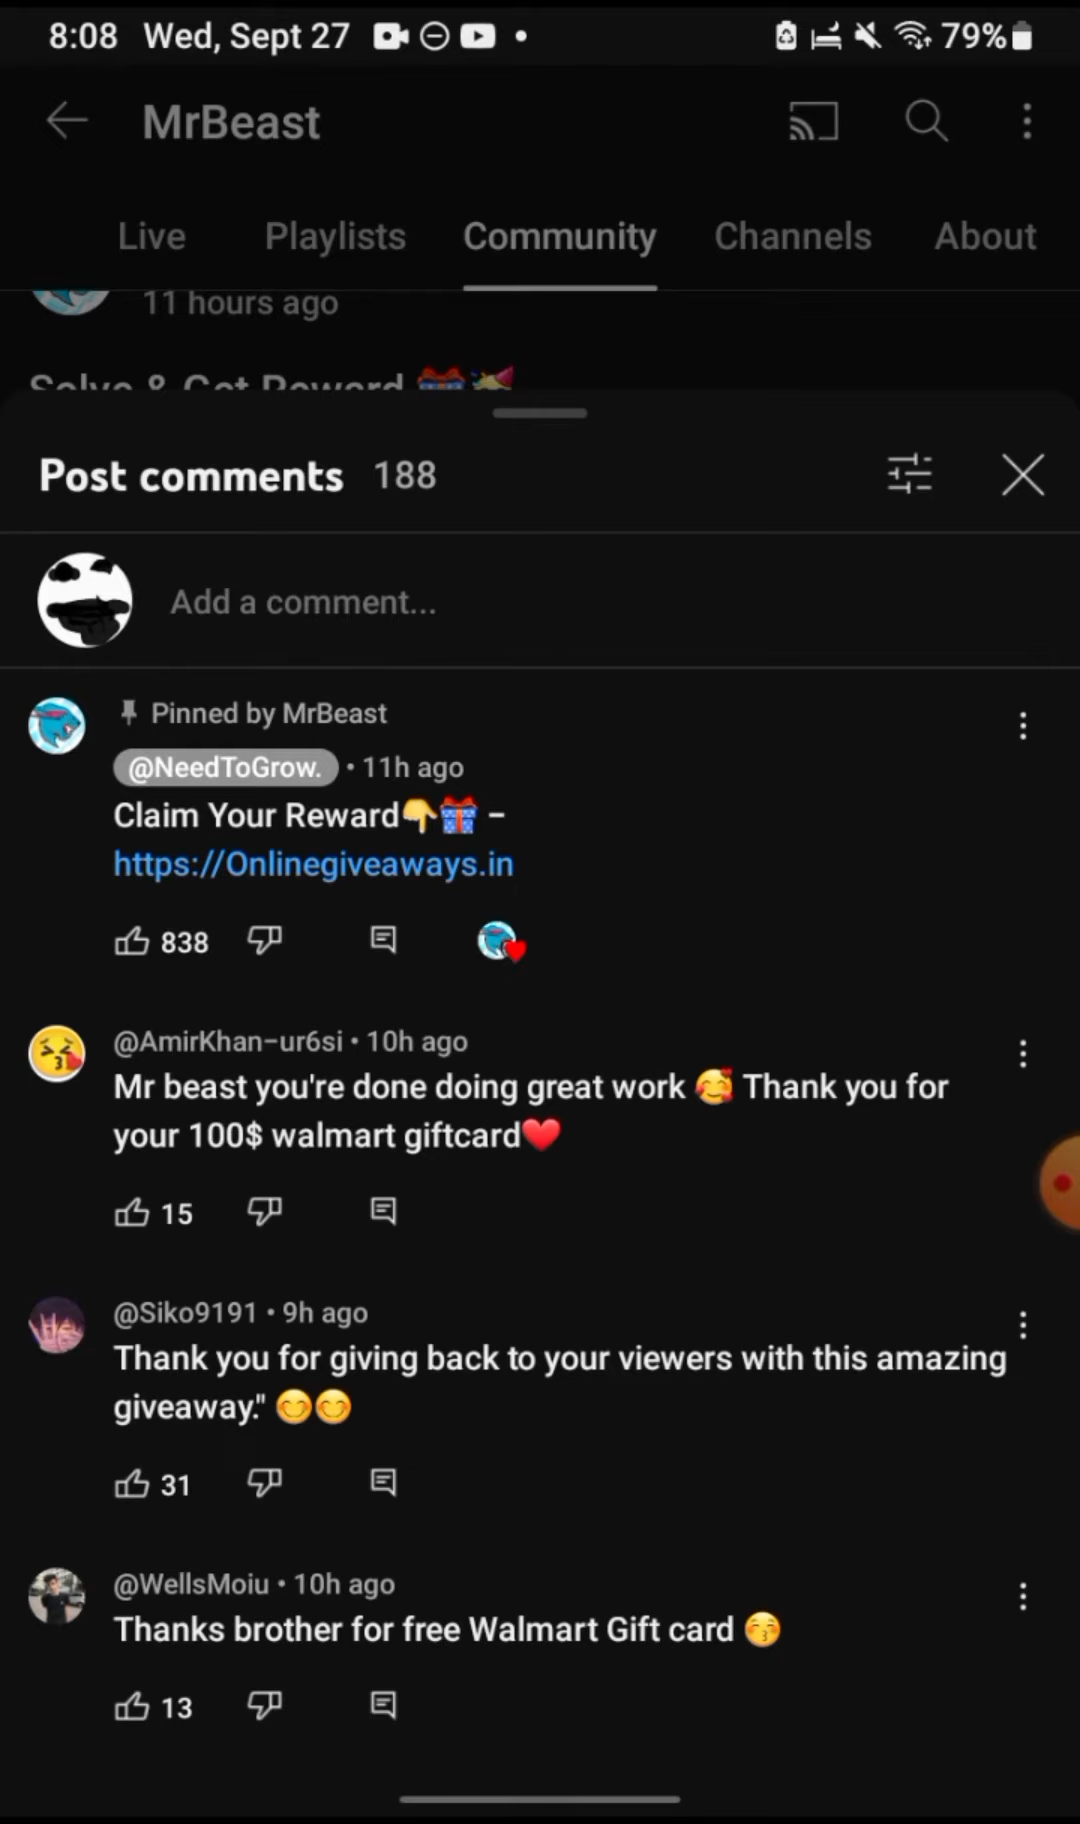 8:08 Wed, Sept 27
79%
MrBeast
Live Playlists Community Channels About
11 hours ago
Solve & Get Reward 🎁🎉
Post comments 188
Add a comment...
Pinned by MrBeast
@NeedToGrow. • 11h ago
Claim Your Reward👇🎁 –
https://Onlinegiveaways.in
838
@AmirKhan-ur6si • 10h ago
Mr beast you're done doing great work 🥰 Thank you for
your 100$ walmart giftcard❤️
15
@Siko9191 • 9h ago
Thank you for giving back to your viewers with this amazing
giveaway." 😊😊
31
@WellsMoiu • 10h ago
Thanks brother for free Walmart Gift card 😚
13